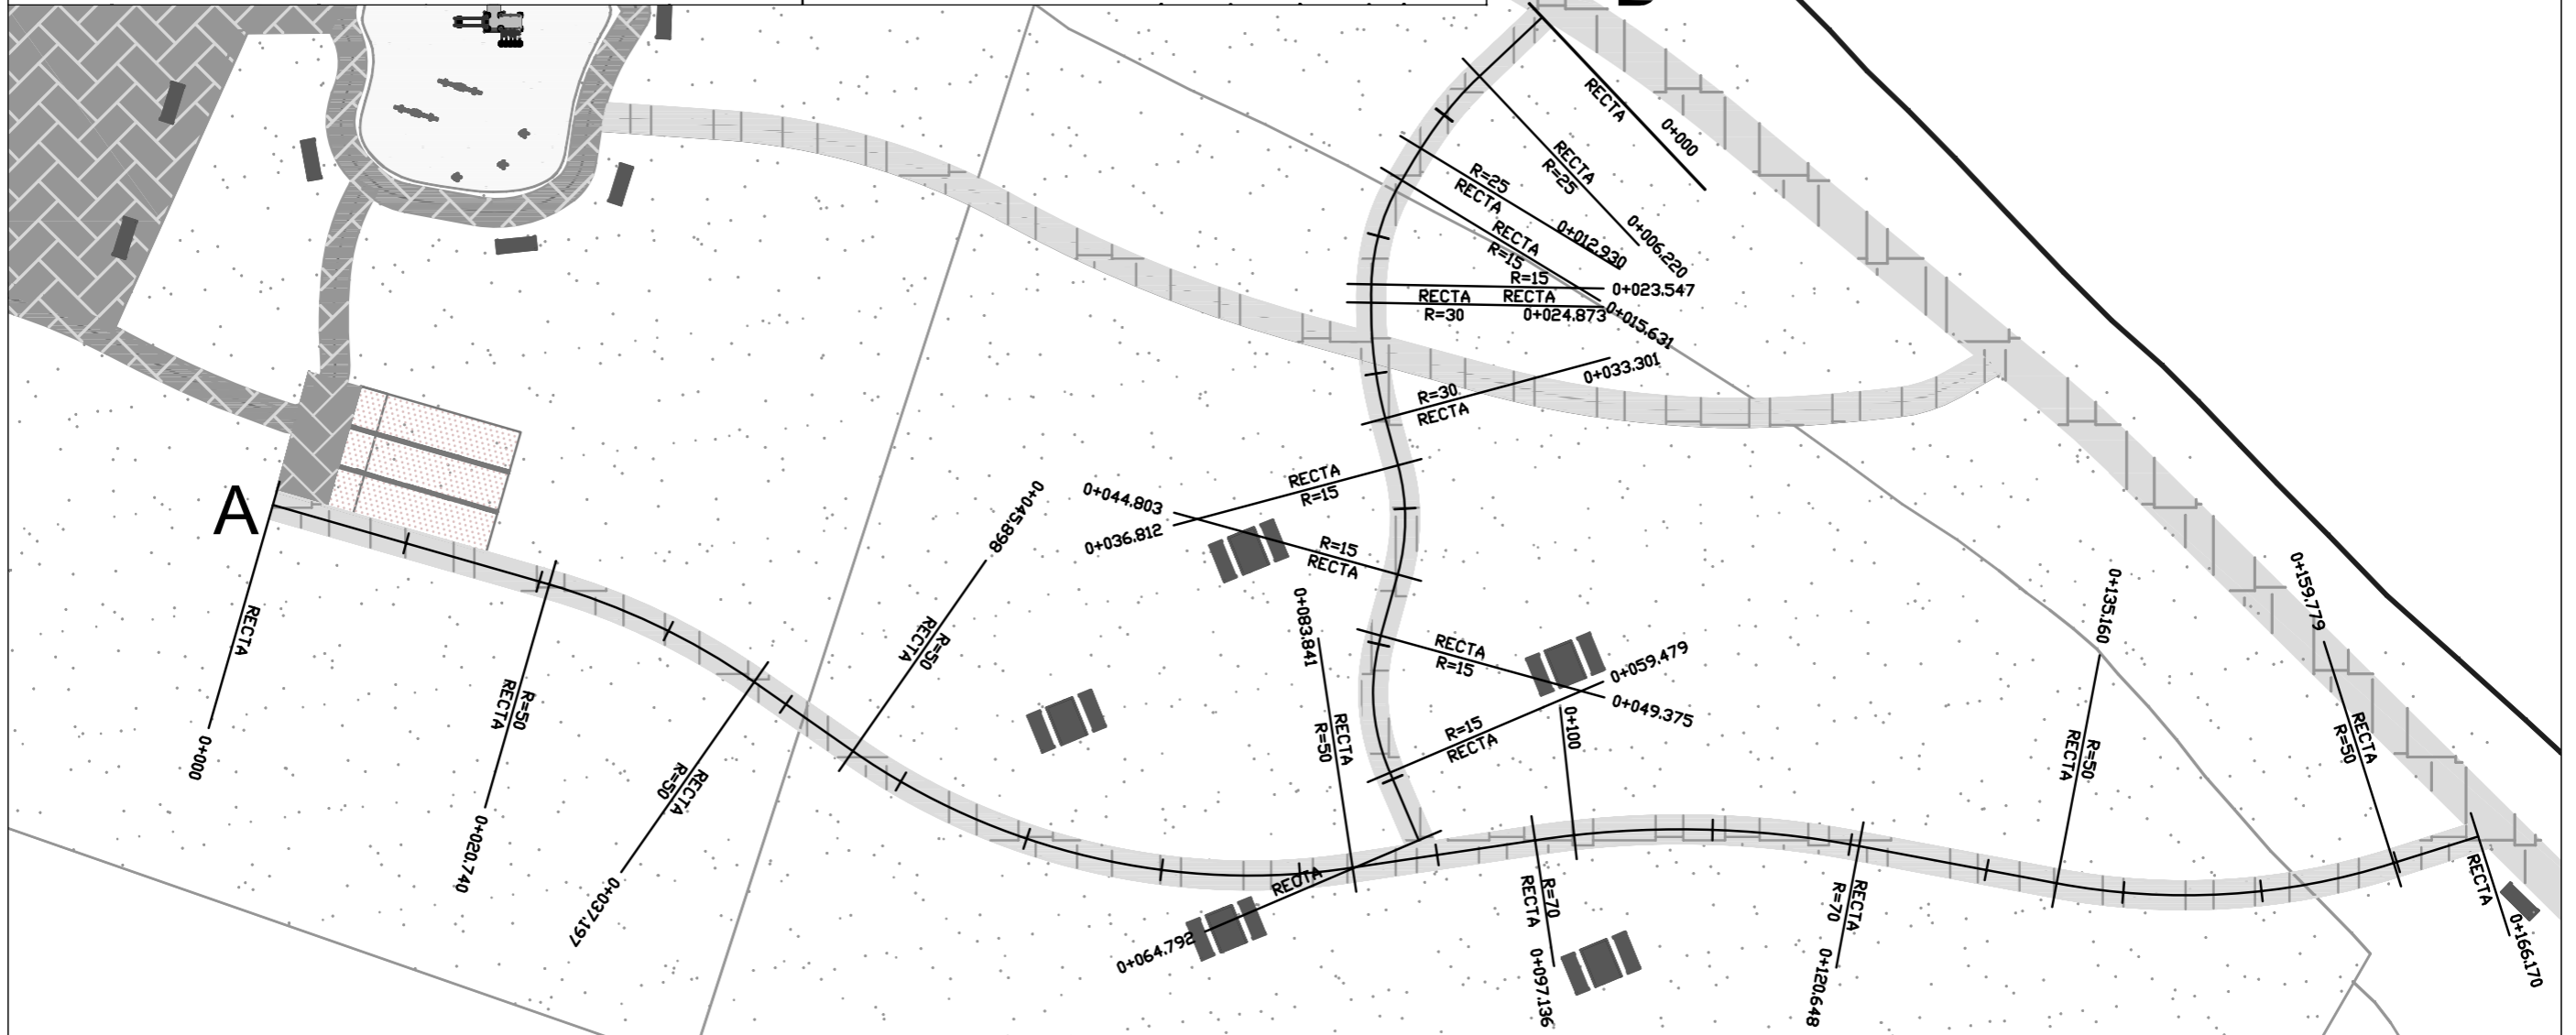 RECTA
0+000
RECTA
R=25
0+006.220
R=25
RECTA
0+012.930
RECTA
R=15
0+015.631
R=15
RECTA
0+023.547
RECTA
R=30
0+024.873
R=30
RECTA
0+033.301
RECTA
R=15
0+036.812
0+044.803
R=15
RECTA
RECTA
R=15
0+049.375
R=15
RECTA
0+059.479
RECTA
0+064.792
A
RECTA
0+000
R=50
RECTA
0+020.740
RECTA
R=50
0+037.197
0+045.898
R=50
RECTA
0+083.841
RECTA
R=50
R=70
RECTA
0+097.136
0+100
RECTA
R=70
0+120.648
0+135.160
R=50
RECTA
0+159.779
RECTA
R=50
RECTA
0+166.170